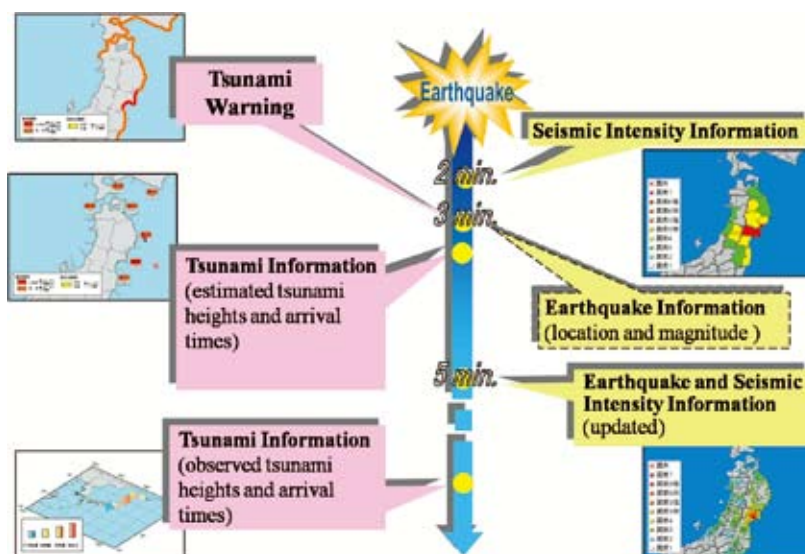 Tsunami
Warning
Earthquake
Seismic Intensity Information
2 min.
3 min.
Tsunami Information
(estimated tsunami
heights and arrival
times)
Earthquake Information
(location and magnitude )
5 min.
Earthquake and Seismic
Intensity Information
(updated)
Tsunami Information
(observed tsunami
heights and arrival
times)